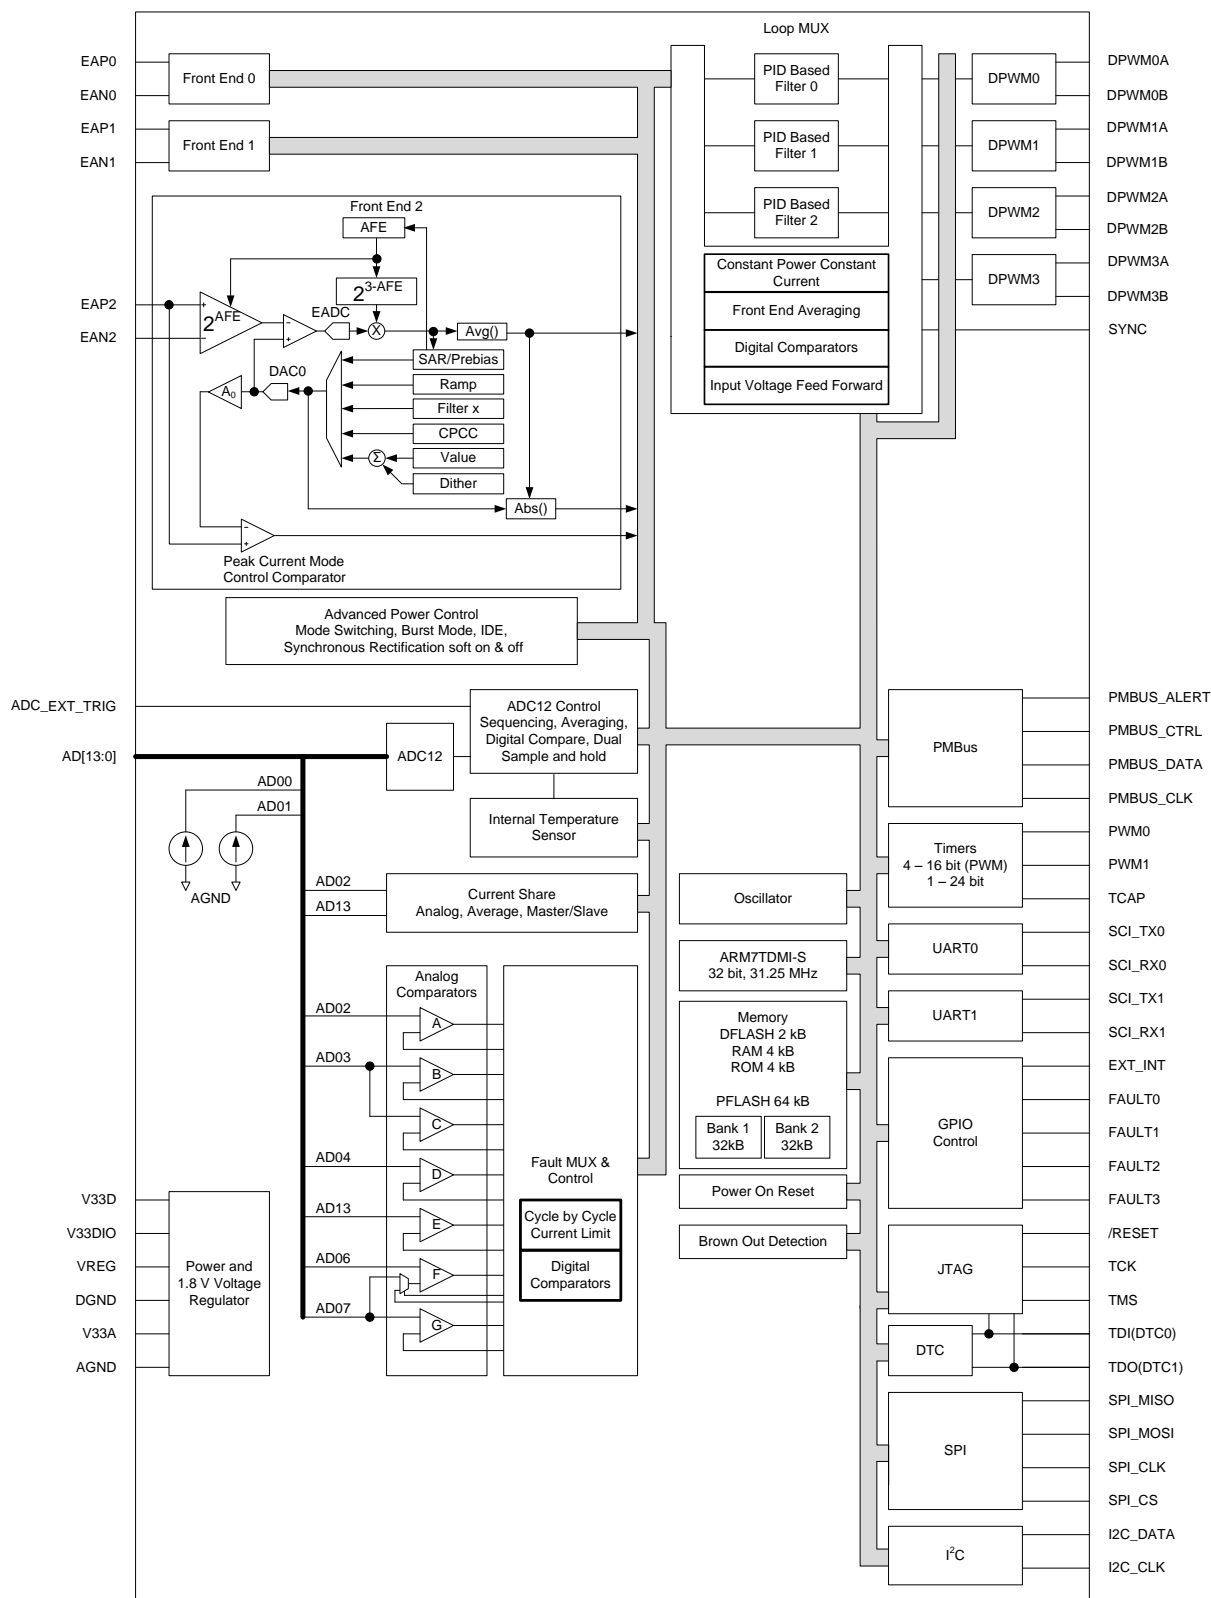 Loop MUX
EAP0
EAN0
EAP1
EAN1
Front End 0
Front End 1
PID Based
Filter 0
PID Based
Filter 1
PID Based
Filter 2
DPWM0
DPWM1
DPWM2
DPWM3
DPWM0A
DPWM0B
DPWM1A
DPWM1B
DPWM2A
DPWM2B
DPWM3A
DPWM3B
SYNC
Constant Power Constant
Current
Front End Averaging
Digital Comparators
Input Voltage Feed Forward
Front End 2
AFE
2^3-AFE
EAP2
EAN2
2^AFE
+
−
−
+
EADC
X
Avg()
SAR/Prebias
Ramp
Filter x
CPCC
Value
Dither
Σ
DAC0
A₀
Abs()
−
+
Peak Current Mode
Control Comparator
Advanced Power Control
Mode Switching, Burst Mode, IDE,
Synchronous Rectification soft on & off
ADC_EXT_TRIG
AD[13:0]
ADC12
ADC12 Control
Sequencing, Averaging,
Digital Compare, Dual
Sample and hold
AD00
AD01
AGND
Internal Temperature
Sensor
AD02
AD13
Current Share
Analog, Average, Master/Slave
Analog
Comparators
AD02
A
AD03
B
C
AD04
D
AD13
E
AD06
F
AD07
G
Fault MUX &
Control
Cycle by Cycle
Current Limit
Digital
Comparators
V33D
V33DIO
VREG
DGND
V33A
AGND
Power and
1.8 V Voltage
Regulator
Oscillator
ARM7TDMI-S
32 bit, 31.25 MHz
Memory
DFLASH 2 kB
RAM 4 kB
ROM 4 kB
PFLASH 64 kB
Bank 1
32kB
Bank 2
32kB
Power On Reset
Brown Out Detection
PMBus
PMBUS_ALERT
PMBUS_CTRL
PMBUS_DATA
PMBUS_CLK
Timers
4 – 16 bit (PWM)
1 – 24 bit
PWM0
PWM1
TCAP
UART0
SCI_TX0
SCI_RX0
UART1
SCI_TX1
SCI_RX1
GPIO
Control
EXT_INT
FAULT0
FAULT1
FAULT2
FAULT3
JTAG
/RESET
TCK
TMS
TDI(DTC0)
TDO(DTC1)
DTC
SPI
SPI_MISO
SPI_MOSI
SPI_CLK
SPI_CS
I²C
I2C_DATA
I2C_CLK